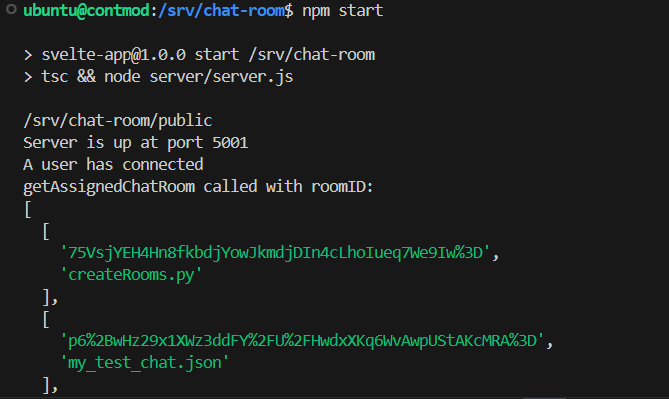 ubuntu@contmod:/srv/chat-room$ npm start
> svelte-app@1.0.0 start /srv/chat-room
> tsc && node server/server.js
/srv/chat-room/public
Server is up at port 5001
A user has connected
getAssignedChatRoom called with roomID:
[
[
'75VsjYEH4Hn8fkbdjYowJkmdjDIn4cLhoIueq7We9Iw%3D',
'createRooms.py'
],
[
'p6%2BwHz29x1XWz3ddFY%2FU%2FHwdxXKq6WvAwpUStAKcMRA%3D',
'my_test_chat.json'
],